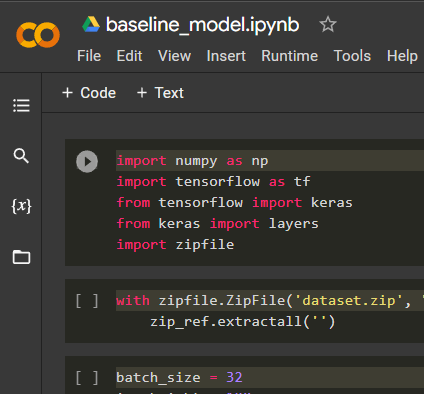 baseline_model.ipynb
File Edit View Insert Runtime Tools Help
+ Code + Text
{x}
import numpy as np
import tensorflow as tf
from tensorflow import keras
from keras import layers
import zipfile
[ ] with zipfile.ZipFile('dataset.zip', '
zip_ref.extractall('')
[ ] batch_size = 32